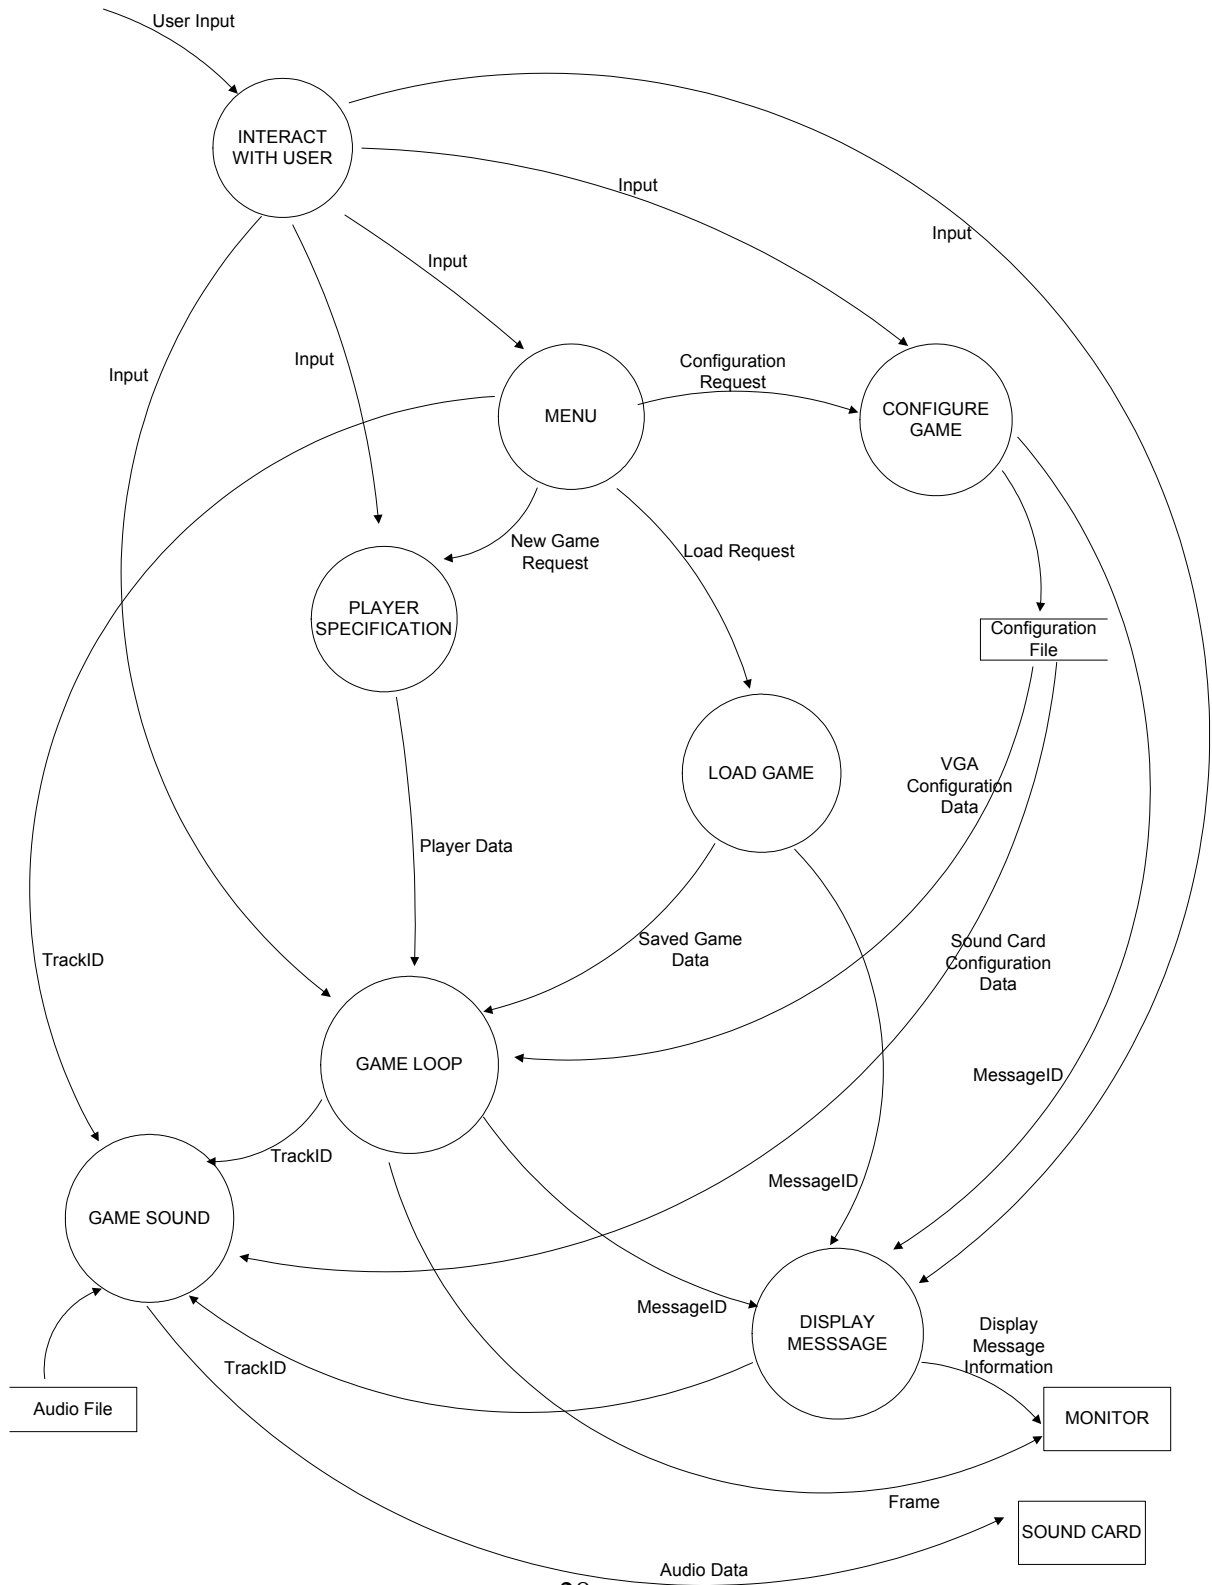 User Input
INTERACT
WITH USER
Input
Input
Input
Input
Input
Configuration
Request
MENU
CONFIGURE
GAME
New Game
Request
Load Request
PLAYER
SPECIFICATION
Configuration
File
LOAD GAME
VGA
Configuration
Data
Player Data
Saved Game
Data
Sound Card
Configuration
Data
TrackID
GAME LOOP
MessageID
TrackID
MessageID
GAME SOUND
MessageID
DISPLAY
MESSSAGE
Display
Message
Information
TrackID
Audio File
MONITOR
Frame
SOUND CARD
Audio Data